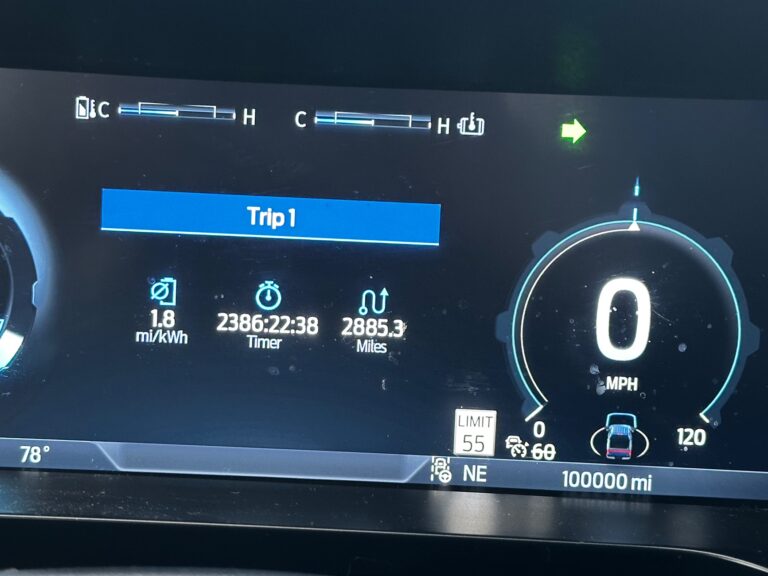 C H C H
Trip 1
1.8 2386:22:38 2885.3
mi/kWh Timer Miles
0
MPH
LIMIT
55
0 120
60
78° NE 100000 mi